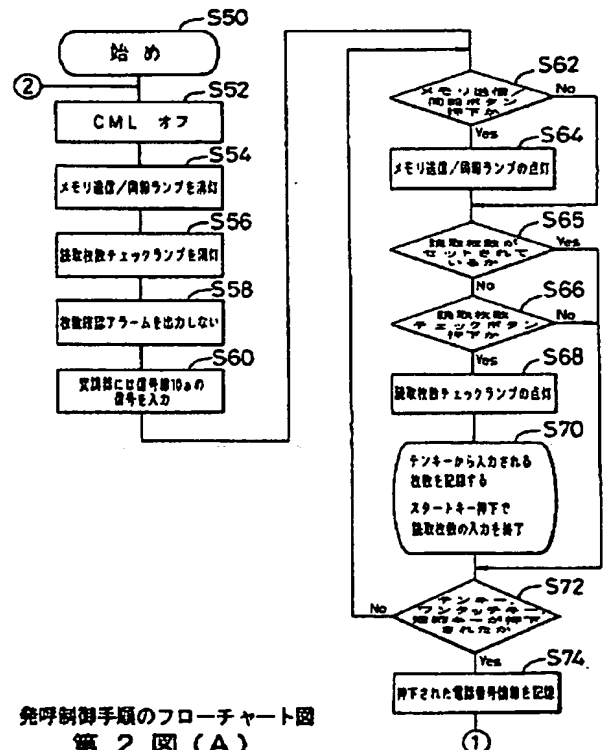 S50
始め
②
S52
CML オフ
S54
メモリ送信/同報ランプを消灯
S56
読取枚数チェックランプを消灯
S58
枚数確認アラームを出力しない
S60
変調器には信号線10aの
信号を入力
S62
メモリ送信/
同報ボタン
押下か
No
Yes
S64
メモリ送信/同報ランプの点灯
S65
読取枚数が
セットされて
いるか
Yes
No
S66
読取枚数
チェックボタン
押下か
No
Yes
S68
読取枚数チェックランプの点灯
S70
テンキーから入力される
枚数を記録する
スタートキー押下で
読取枚数の入力を終了
S72
テンキー,
ワンタッチキー,
短縮キーが押下
されたか
No
Yes
S74
押下された電話番号情報を記録
①
発呼制御手順のフローチャート図
第 2 図 (A)